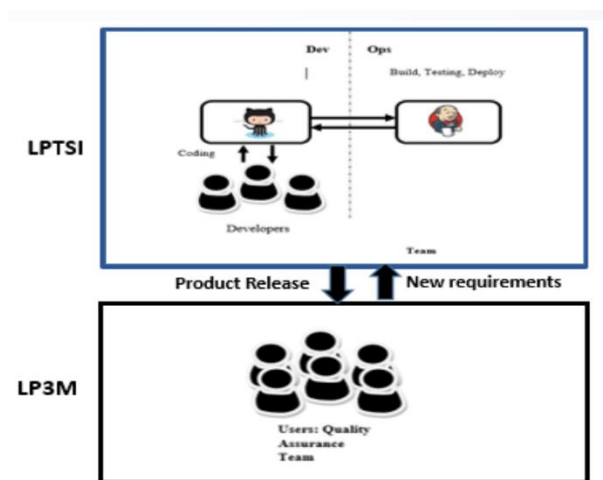 Dev Ops
Build, Testing, Deploy
LPTSI
Coding
Developers
Team
Product Release New requirements
LP3M
Users: Quality
Assurance
Team